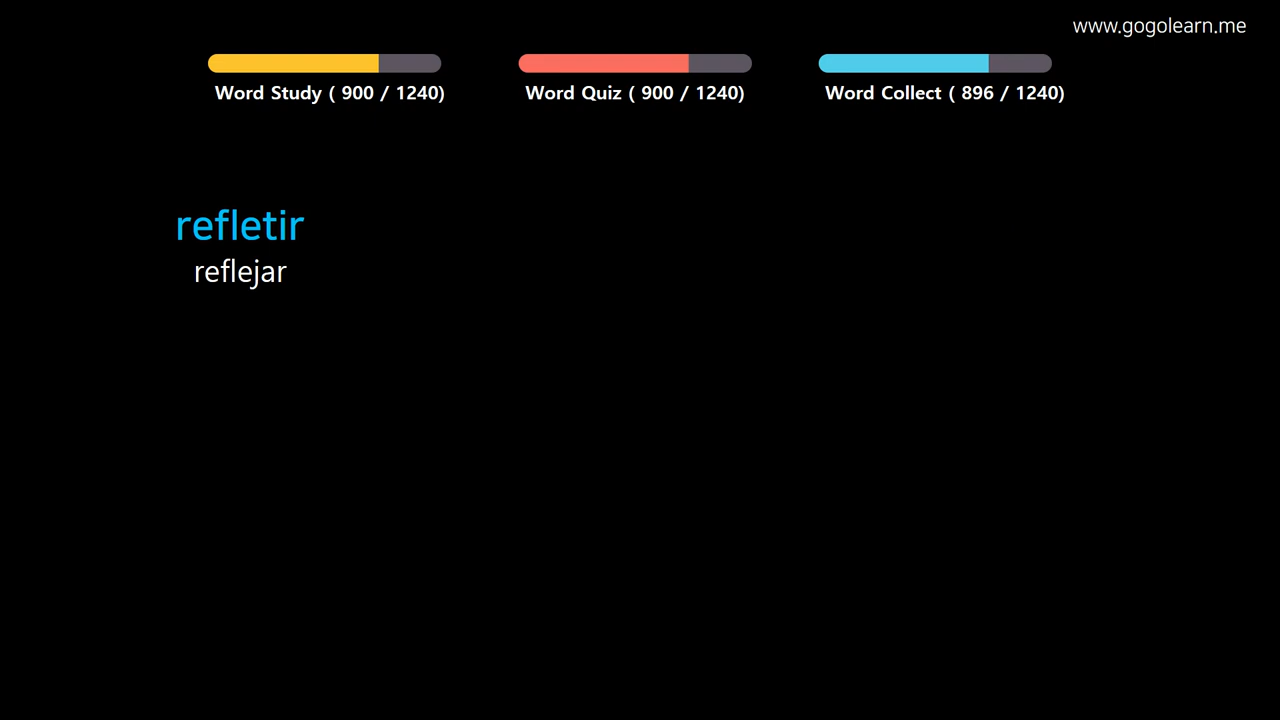 www.gogolearn.me
Word Study ( 900 / 1240)
Word Quiz ( 900 / 1240)
Word Collect ( 896 / 1240)
refletir
reflejar